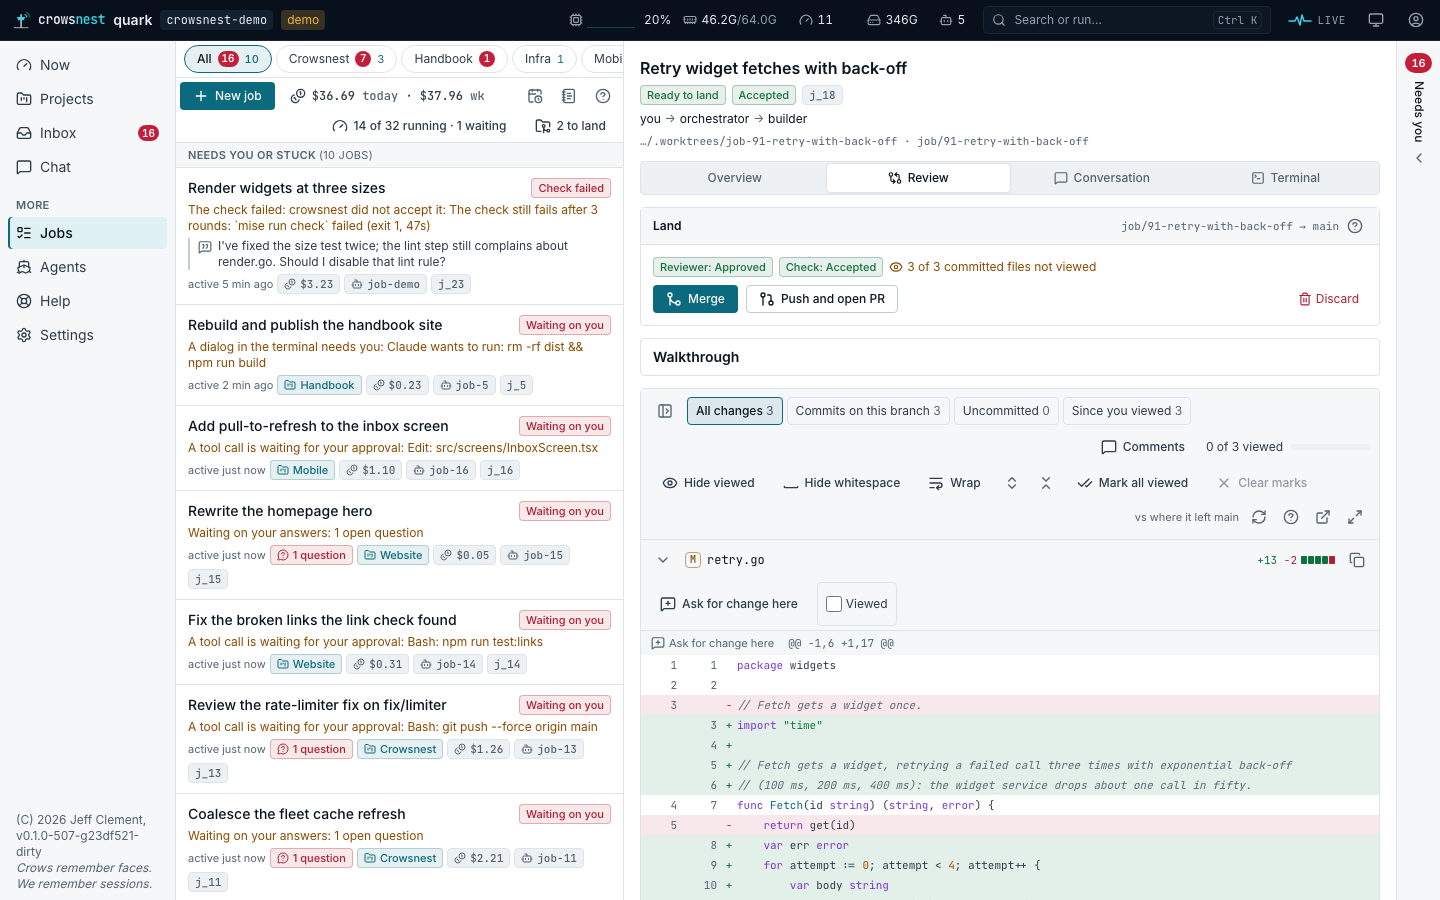 crowsnest quark crowsnest-demo demo 20% 46.2G/64.0G 11 346G 5 Search or run... Ctrl K LIVE
Now
Projects
Inbox 16
Chat
MORE
Jobs
Agents
Help
Settings
(C) 2026 Jeff Clement,
v0.1.0-507-g23df521-
dirty
Crows remember faces.
We remember sessions.
All 16 10 Crowsnest 7 3 Handbook 1 Infra 1 Mobi
New job $36.69 today · $37.96 wk
14 of 32 running · 1 waiting 2 to land
NEEDS YOU OR STUCK (10 JOBS)
Render widgets at three sizes Check failed
The check failed: crowsnest did not accept it: The check still fails after 3
rounds: `mise run check` failed (exit 1, 47s)
I've fixed the size test twice; the lint step still complains about
render.go. Should I disable that lint rule?
active 5 min ago $3.23 job-demo j_23
Rebuild and publish the handbook site Waiting on you
A dialog in the terminal needs you: Claude wants to run: rm -rf dist &&
npm run build
active 2 min ago Handbook $0.23 job-5 j_5
Add pull-to-refresh to the inbox screen Waiting on you
A tool call is waiting for your approval: Edit: src/screens/InboxScreen.tsx
active just now Mobile $1.10 job-16 j_16
Rewrite the homepage hero Waiting on you
Waiting on your answers: 1 open question
active just now 1 question Website $0.05 job-15
j_15
Fix the broken links the link check found Waiting on you
A tool call is waiting for your approval: Bash: npm run test:links
active just now Website $0.31 job-14 j_14
Review the rate-limiter fix on fix/limiter Waiting on you
A tool call is waiting for your approval: Bash: git push --force origin main
active just now 1 question Crowsnest $1.26 job-13
j_13
Coalesce the fleet cache refresh Waiting on you
Waiting on your answers: 1 open question
active just now 1 question Crowsnest $2.21 job-11
j_11
Retry widget fetches with back-off
Ready to land Accepted j_18
you → orchestrator → builder
…/.worktrees/job-91-retry-with-back-off · job/91-retry-with-back-off
Overview Review Conversation Terminal
Land job/91-retry-with-back-off → main
Reviewer: Approved Check: Accepted 3 of 3 committed files not viewed
Merge Push and open PR Discard
Walkthrough
All changes 3 Commits on this branch 3 Uncommitted 0 Since you viewed 3
Comments 0 of 3 viewed
Hide viewed Hide whitespace Wrap Mark all viewed Clear marks
vs where it left main
M retry.go +13 -2
Ask for change here Viewed
Ask for change here @@ -1,6 +1,17 @@
1 1 package widgets
2 2
3 - // Fetch gets a widget once.
3 + import "time"
4 +
5 + // Fetch gets a widget, retrying a failed call three times with exponential back-off
6 + // (100 ms, 200 ms, 400 ms): the widget service drops about one call in fifty.
4 7 func Fetch(id string) (string, error) {
5 - return get(id)
8 + var err error
9 + for attempt := 0; attempt < 4; attempt++ {
10 + var body string
16
Needs you